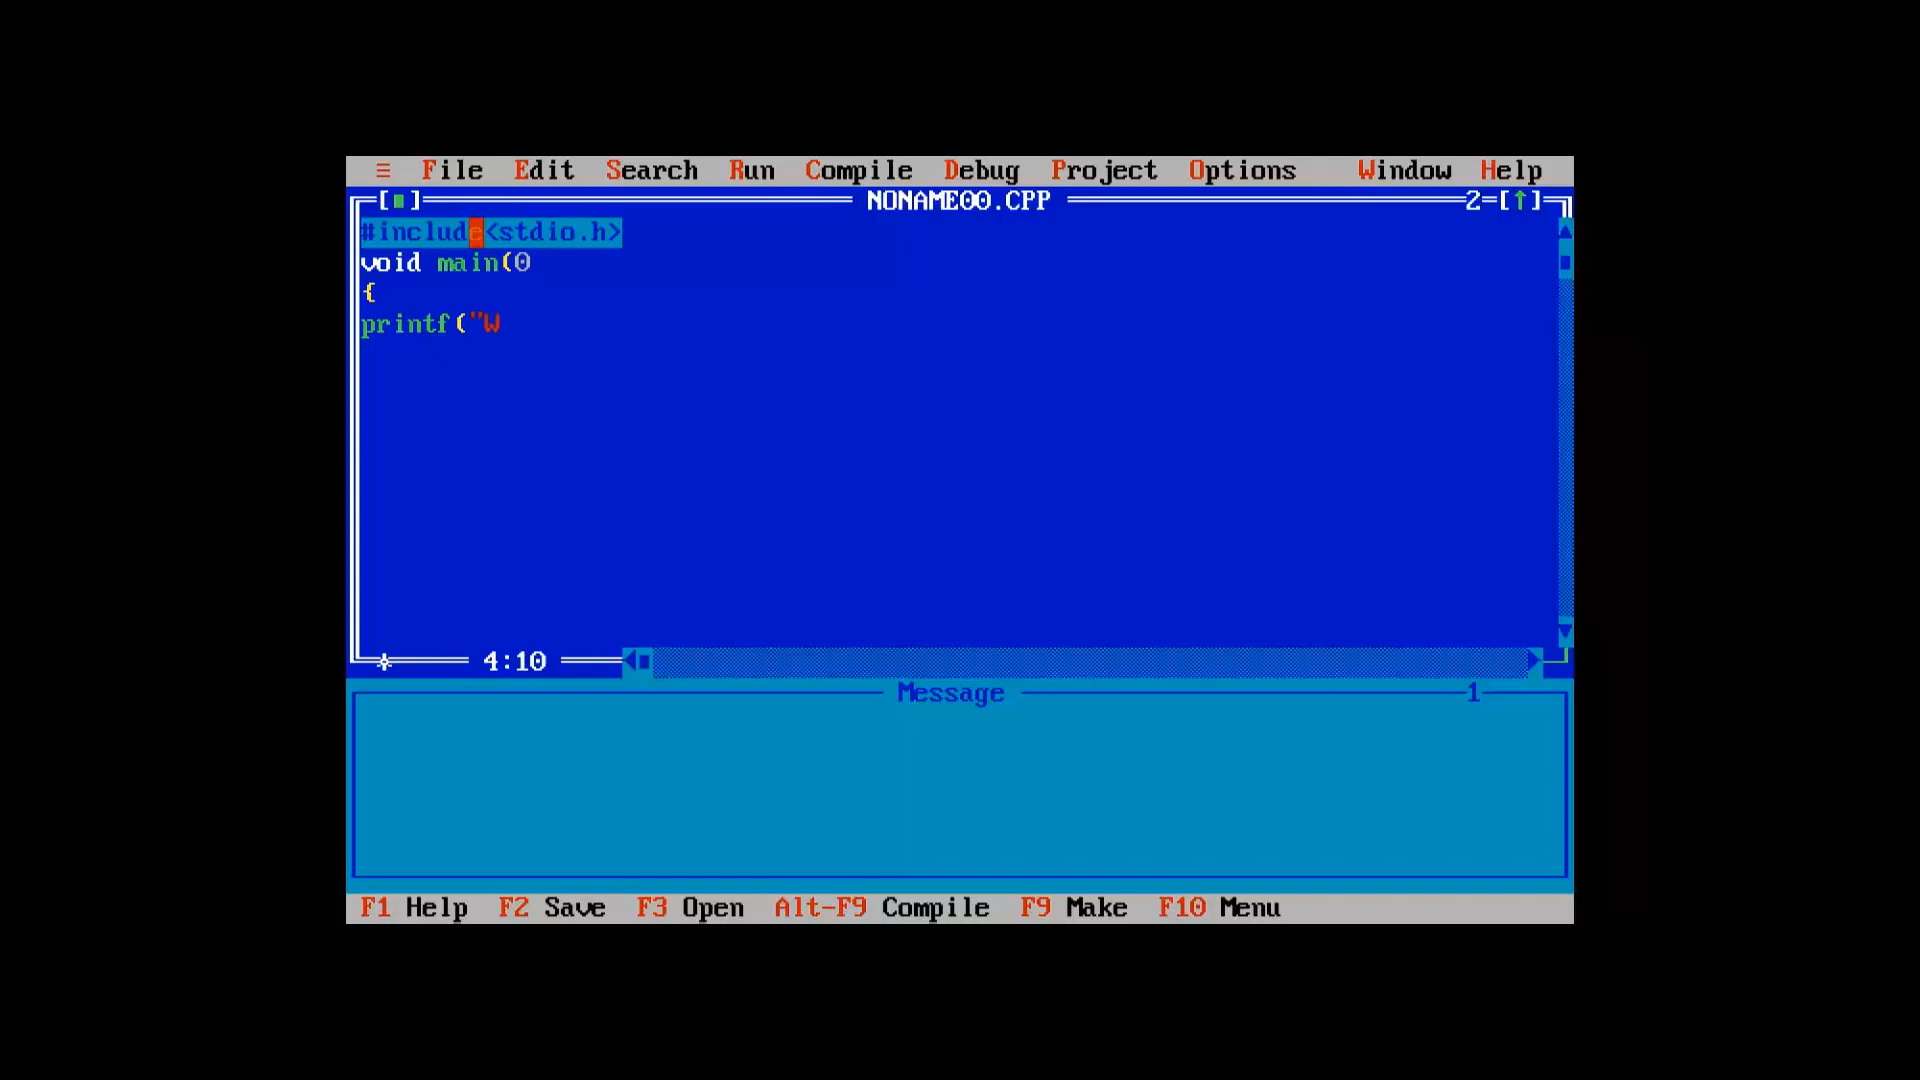 ≡ File Edit Search Run Compile Debug Project Options Window Help
[■] NONAME00.CPP 2=[↑]
#include<stdio.h>
void main(0
{
printf("W
4:10
Message 1
F1 Help F2 Save F3 Open Alt-F9 Compile F9 Make F10 Menu